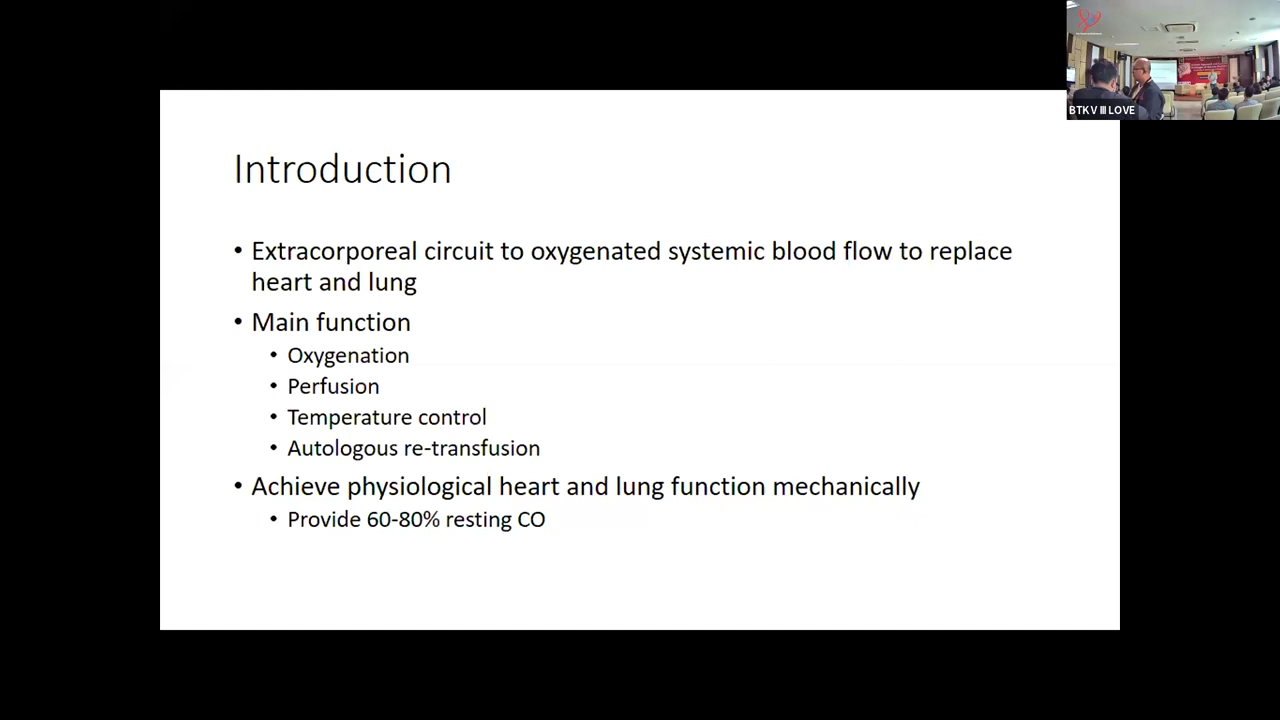 Introduction
• Extracorporeal circuit to oxygenated systemic blood flow to replace
heart and lung
• Main function
• Oxygenation
• Perfusion
• Temperature control
• Autologous re-transfusion
• Achieve physiological heart and lung function mechanically
• Provide 60-80% resting CO
BTKV III LOVE